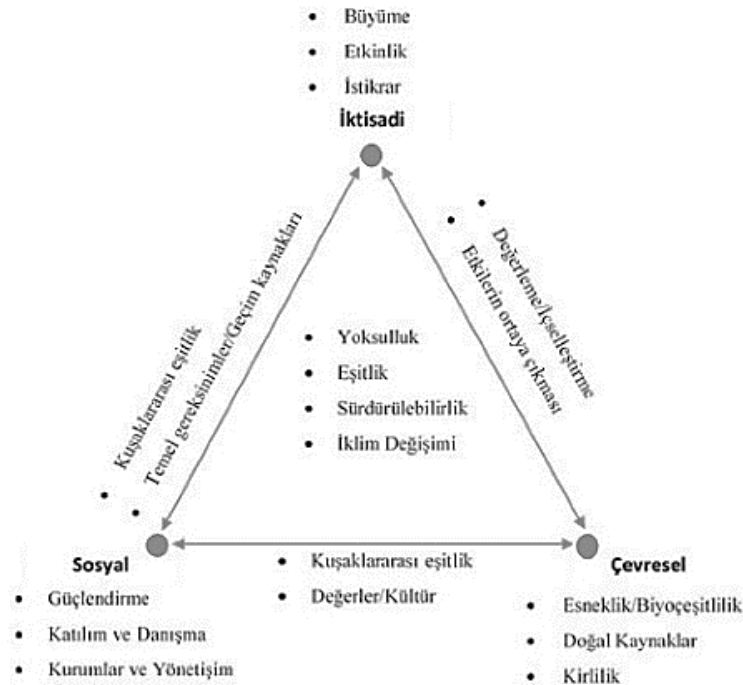 • Büyüme
• Etkinlik
• İstikrar
İktisadi
• Kuşaklararası eşitlik
• Temel gereksinimler/Geçim kaynakları
• Değerleme/İçselleştirme
• Etkilerin ortaya çıkması
• Yoksulluk
• Eşitlik
• Sürdürülebilirlik
• İklim Değişimi
Sosyal
• Güçlendirme
• Katılım ve Danışma
• Kurumlar ve Yönetişim
• Kuşaklararası eşitlik
• Değerler/Kültür
Çevresel
• Esneklik/Biyoçeşitlilik
• Doğal Kaynaklar
• Kirlilik